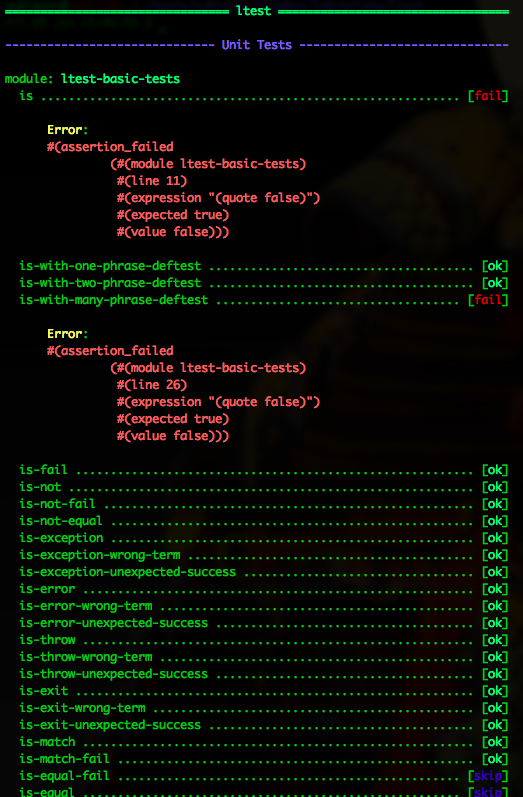 ================================ ltest =================================
------------------------------ Unit Tests ------------------------------
module: ltest-basic-tests
is ............................................................ [fail]
Error:
#(assertion_failed
(#(module ltest-basic-tests)
#(line 11)
#(expression "(quote false)")
#(expected true)
#(value false)))
is-with-one-phrase-deftest ...................................... [ok]
is-with-two-phrase-deftest ...................................... [ok]
is-with-many-phrase-deftest ................................... [fail]
Error:
#(assertion_failed
(#(module ltest-basic-tests)
#(line 26)
#(expression "(quote false)")
#(expected true)
#(value false)))
is-fail ......................................................... [ok]
is-not .......................................................... [ok]
is-not-fail ..................................................... [ok]
is-not-equal .................................................... [ok]
is-exception .................................................... [ok]
is-exception-wrong-term ......................................... [ok]
is-exception-unexpected-success ................................. [ok]
is-error ........................................................ [ok]
is-error-wrong-term ............................................. [ok]
is-error-unexpected-success ..................................... [ok]
is-throw ........................................................ [ok]
is-throw-wrong-term ............................................. [ok]
is-throw-unexpected-success ..................................... [ok]
is-exit ......................................................... [ok]
is-exit-wrong-term .............................................. [ok]
is-exit-unexpected-success ...................................... [ok]
is-match ........................................................ [ok]
is-match-fail ................................................... [ok]
is-equal-fail ................................................. [skip]
is-equal ...................................................... [skip]